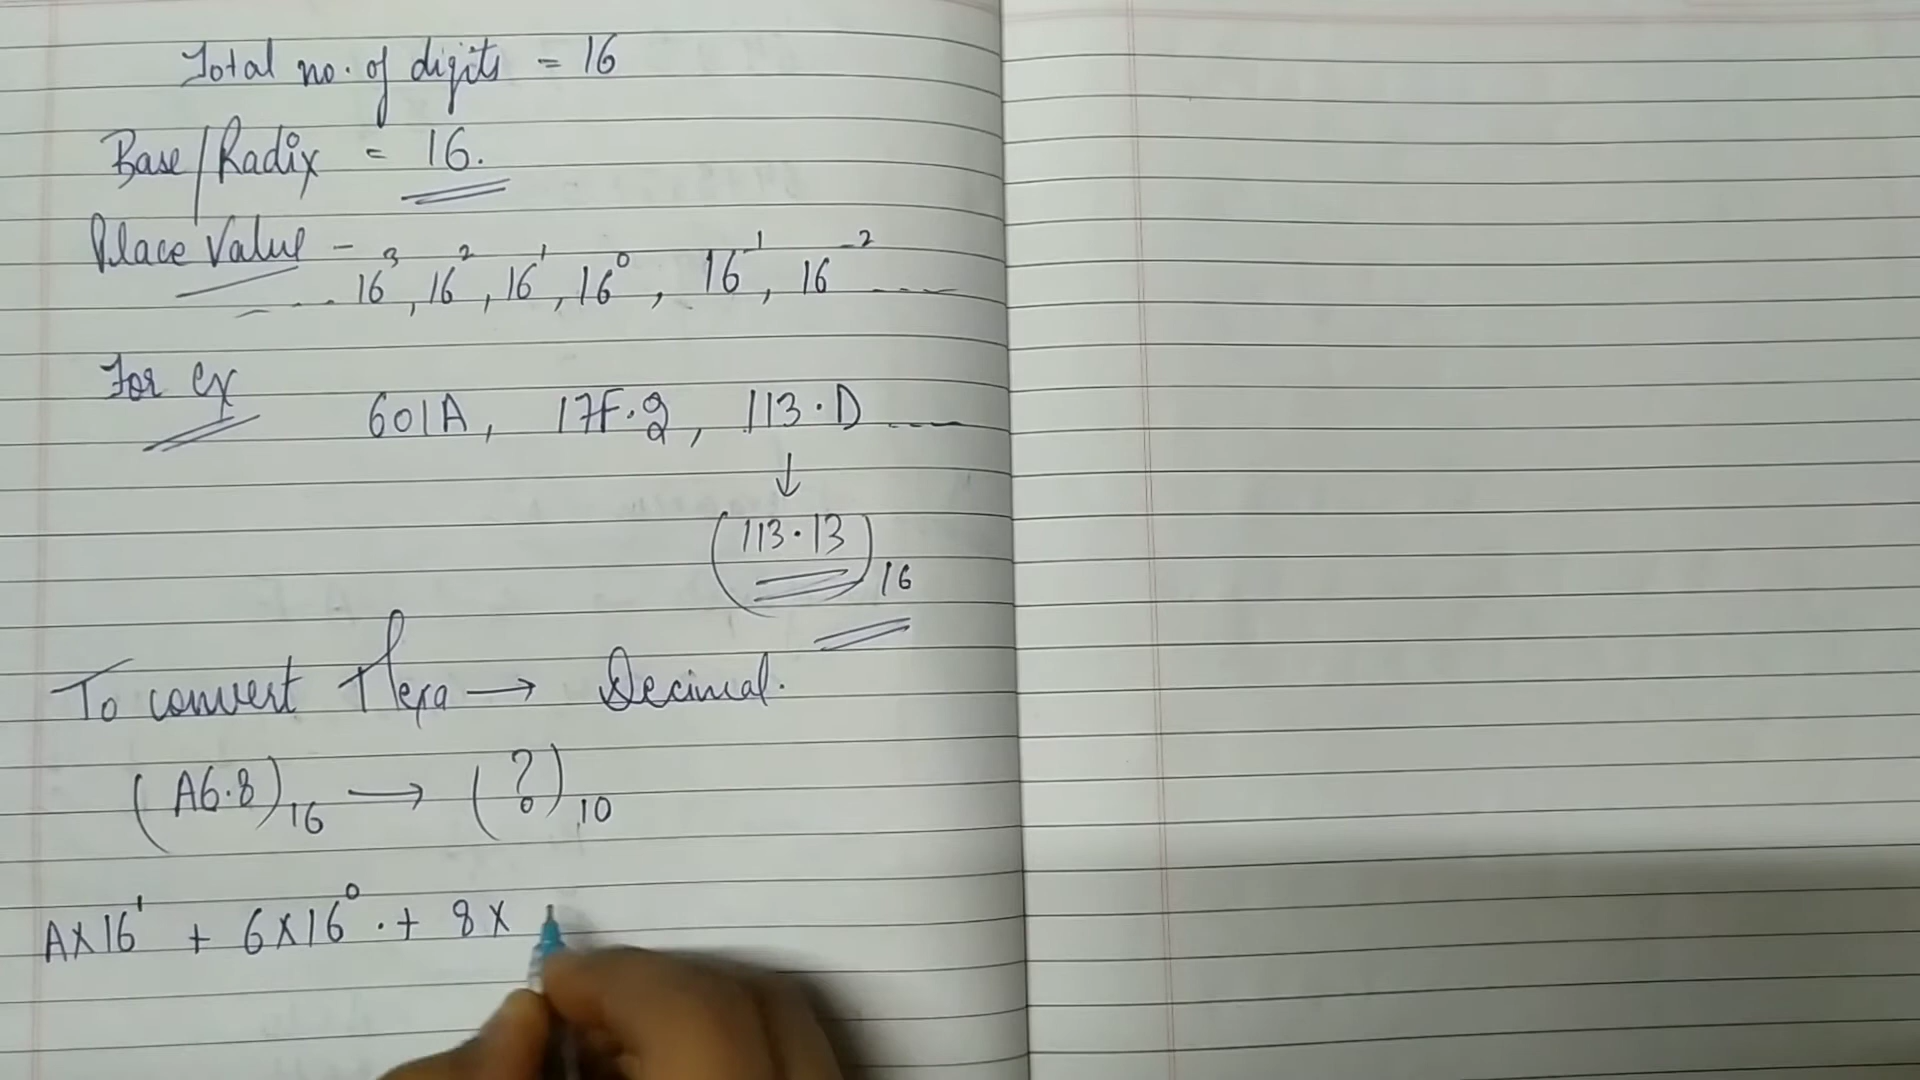 Total no. of digits = 16
Base/Radix = 16.
Place Value - ... 16³, 16², 16¹, 16⁰, 16⁻¹, 16⁻² ....
For ex 601A, 17F.9, 113.D ....
↓
(113.13)₁₆
To convert Hexa → Decimal.
(A6.8)₁₆ → (?)₁₀
A×16¹ + 6×16⁰ . + 8×